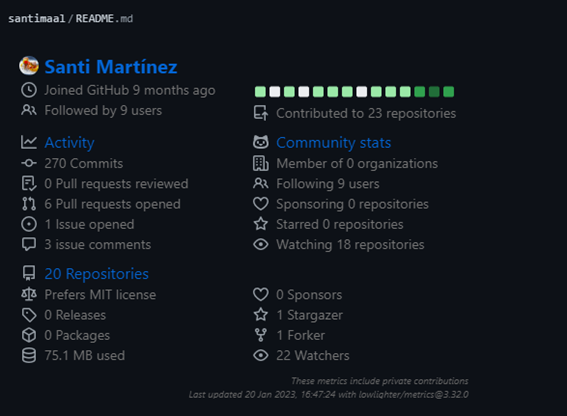 santimaal/README.md
Santi Martínez
Joined GitHub 9 months ago
Followed by 9 users
Contributed to 23 repositories
Activity
270 Commits
0 Pull requests reviewed
6 Pull requests opened
1 Issue opened
3 issue comments
Community stats
Member of 0 organizations
Following 9 users
Sponsoring 0 repositories
Starred 0 repositories
Watching 18 repositories
20 Repositories
Prefers MIT license
0 Releases
0 Packages
75.1 MB used
0 Sponsors
1 Stargazer
1 Forker
22 Watchers
These metrics include private contributions
Last updated 20 Jan 2023, 16:47:24 with lowlighter/metrics@3.32.0